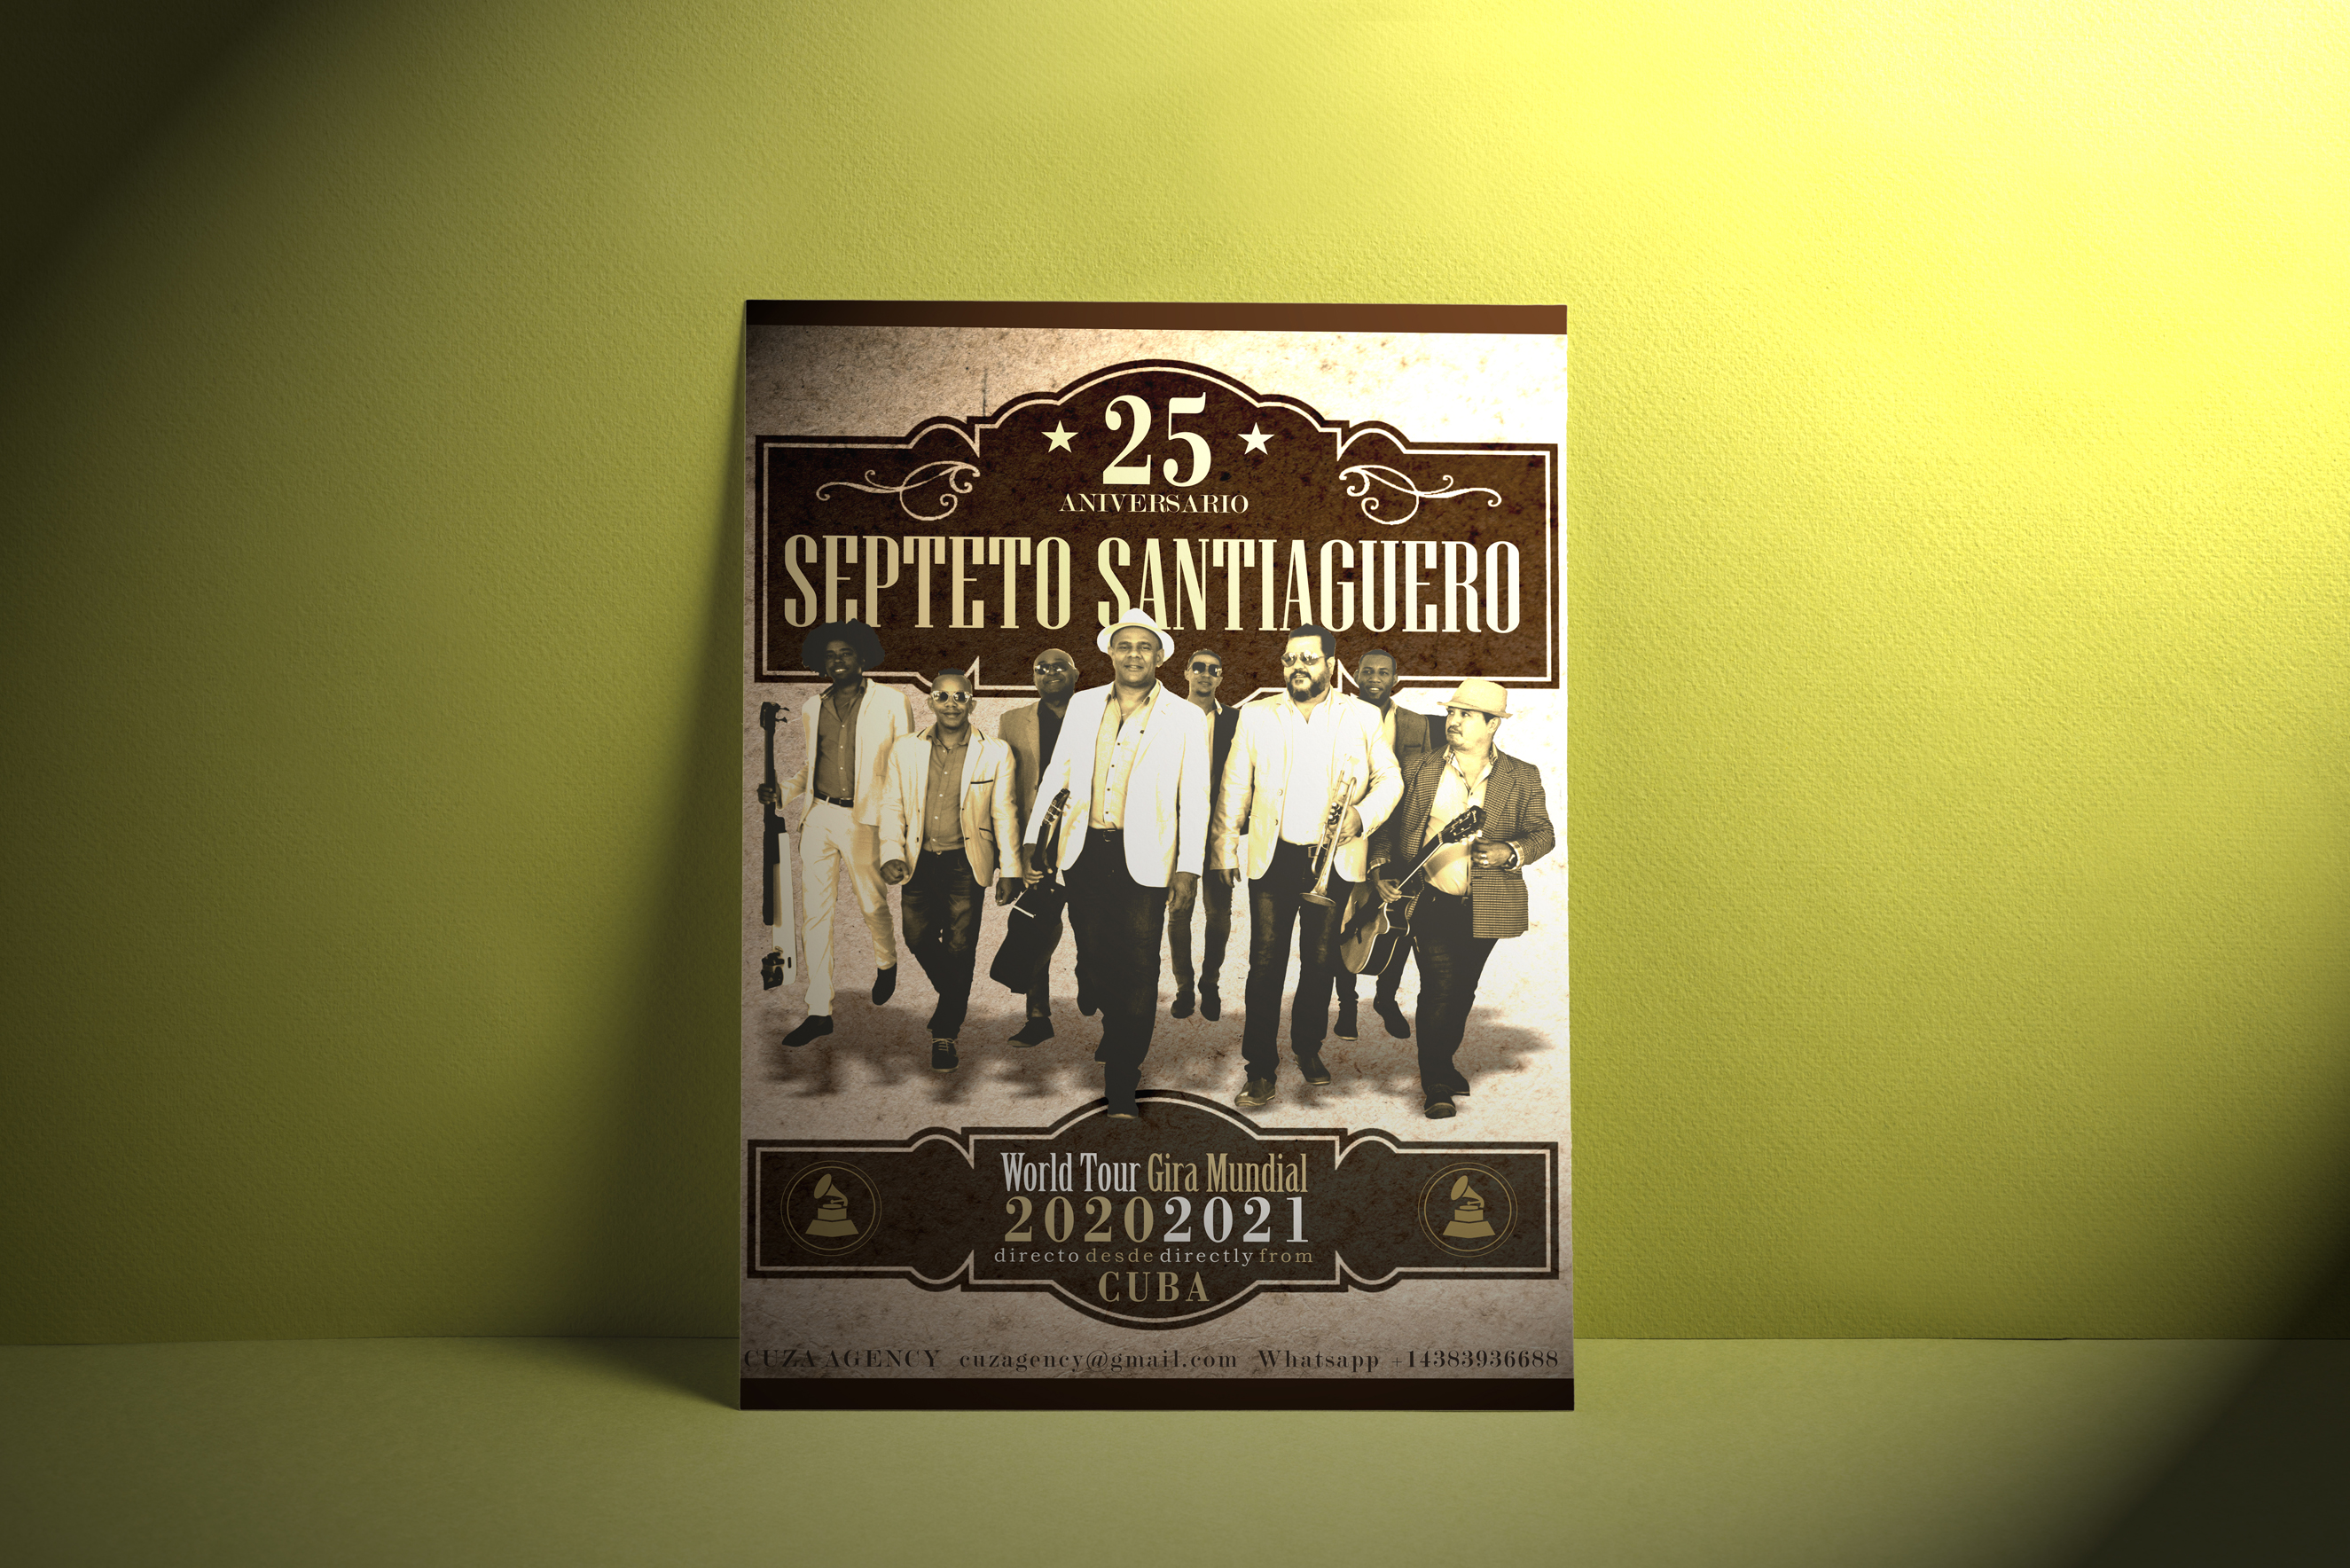 25
ANIVERSARIO
SEPTETO SANTIAGUERO
World Tour Gira Mundial
20202021
directo desde directly from
CUBA
CUZA AGENCY cuzagency@gmail.com Whatsapp +14383936688